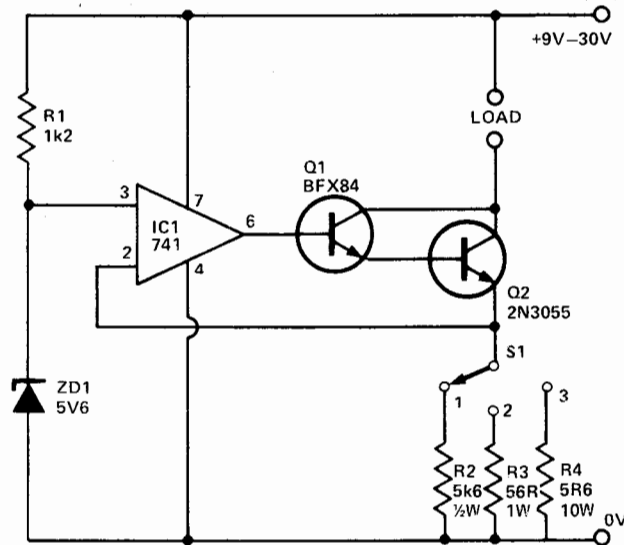 +9V–30V
R1
1k2
LOAD
Q1
BFX84
3
7
IC1
741
6
2
4
Q2
2N3055
S1
1
2
3
ZD1
5V6
R2
5k6
½W
R3
56R
1W
R4
5R6
10W
0V